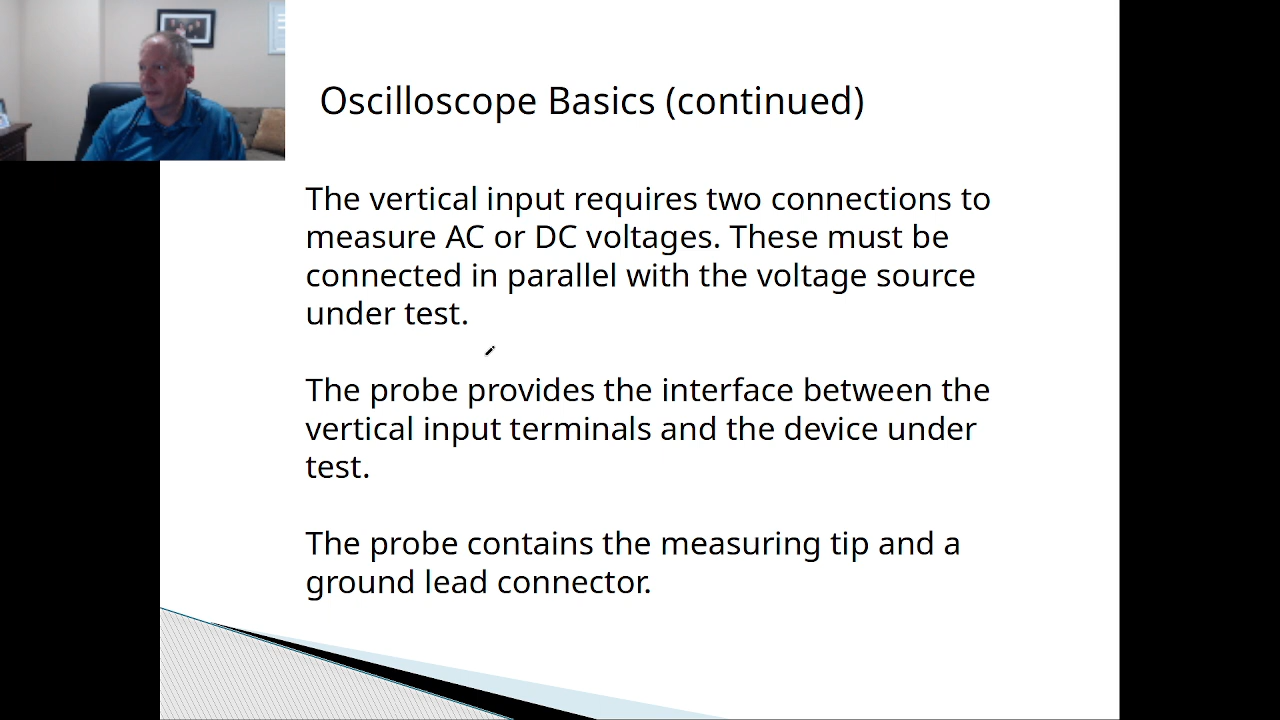 Oscilloscope Basics (continued)
The vertical input requires two connections to
measure AC or DC voltages. These must be
connected in parallel with the voltage source
under test.
The probe provides the interface between the
vertical input terminals and the device under
test.
The probe contains the measuring tip and a
ground lead connector.